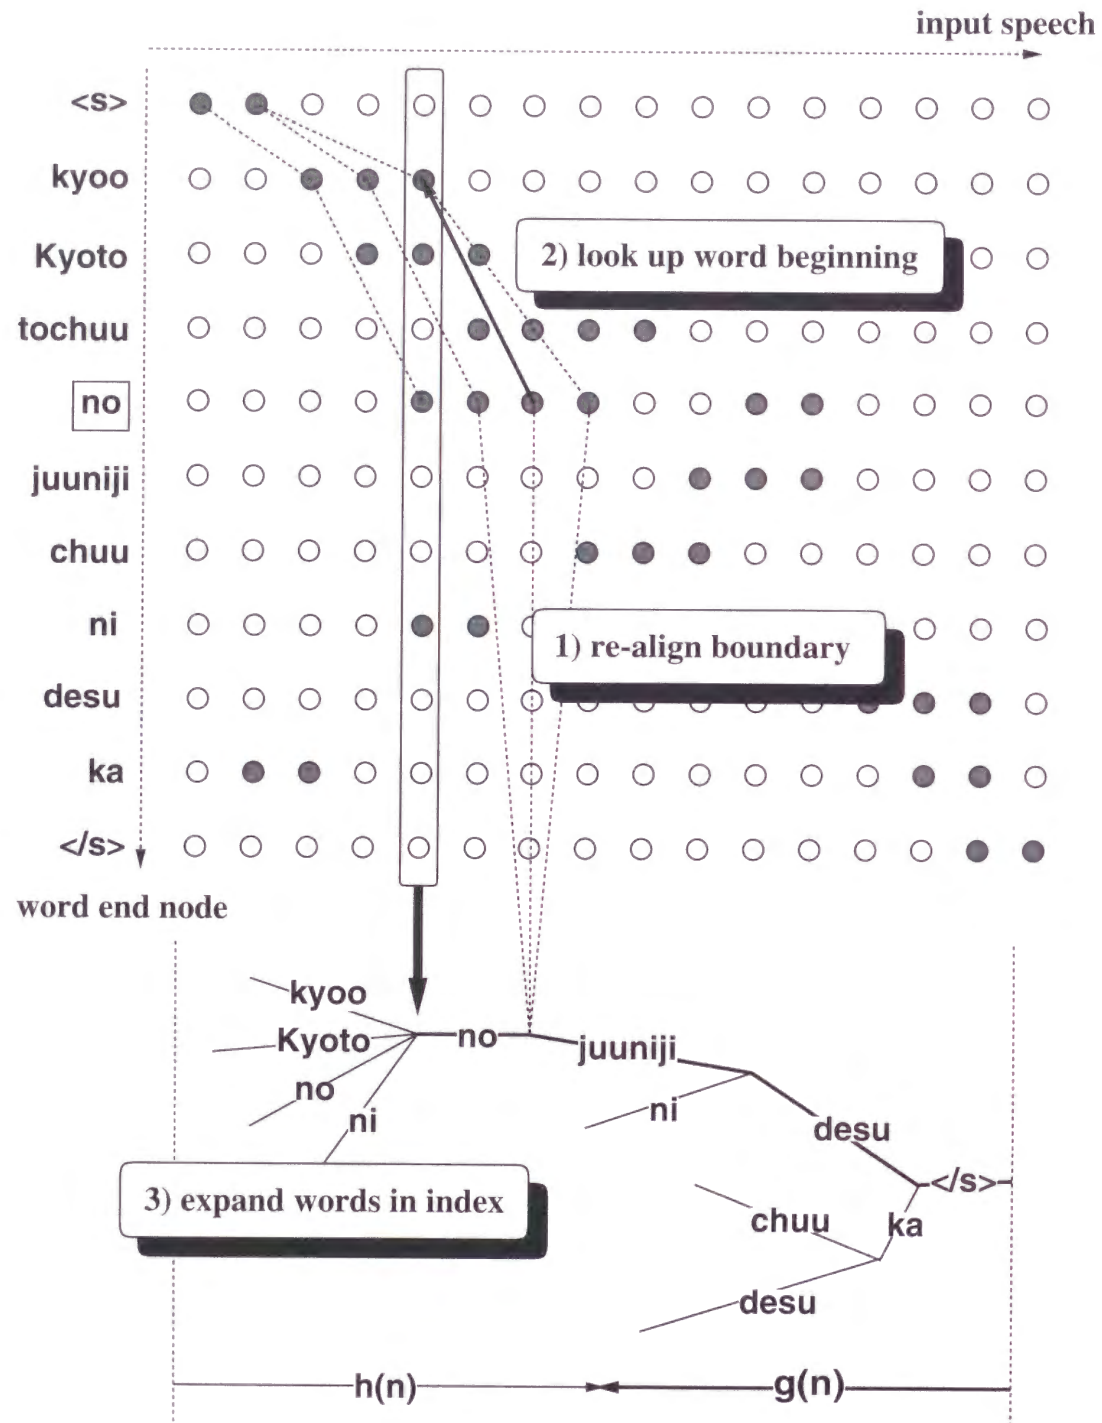 input speech
<s>
kyoo
Kyoto
2) look up word beginning
tochuu
no
juuniji
chuu
ni
1) re-align boundary
desu
ka
</s>
word end node
kyoo
Kyoto
no
juuniji
no
ni
ni
desu
</s>
3) expand words in index
chuu
ka
desu
h(n)
g(n)